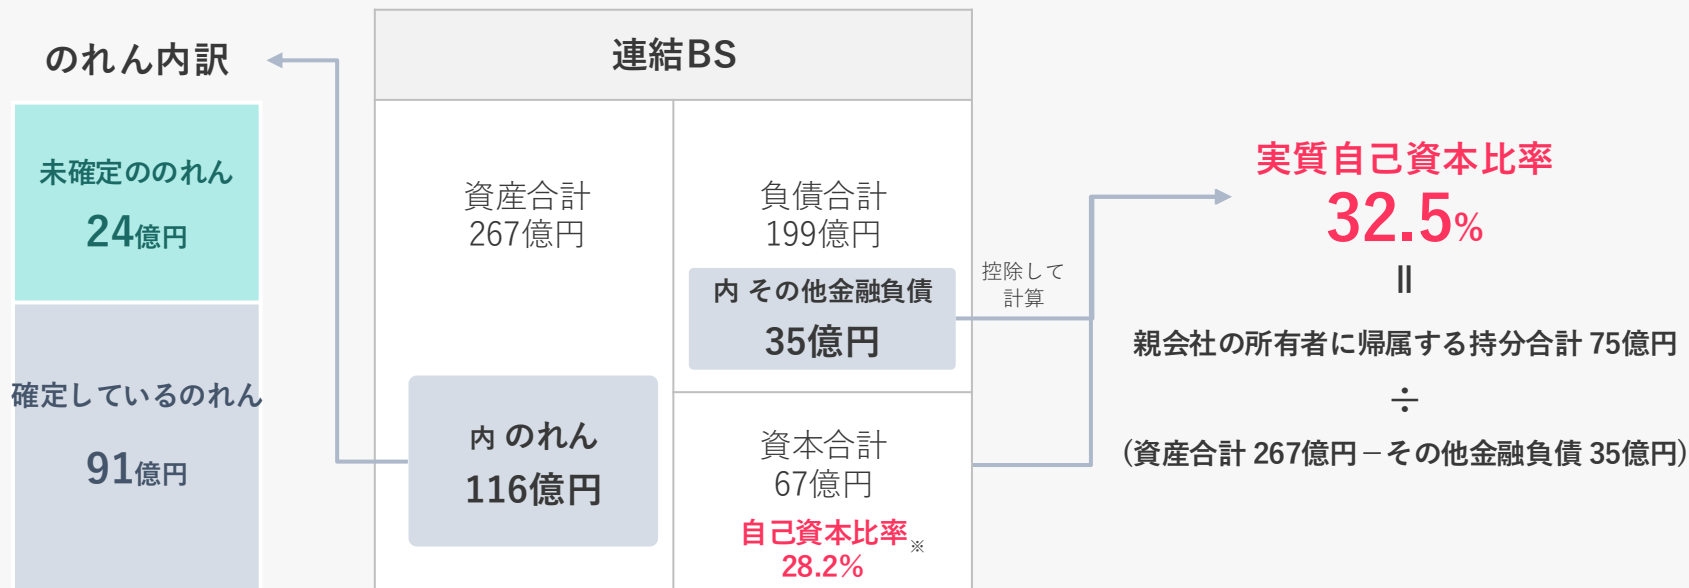 のれん内訳
未確定ののれん
24億円
確定しているのれん
91億円
連結BS
資産合計
267億円
内 のれん
116億円
負債合計
199億円
内 その他金融負債
35億円
資本合計
67億円
自己資本比率※
28.2%
控除して
計算
実質自己資本比率
32.5%
=
親会社の所有者に帰属する持分合計 75億円
÷
(資産合計 267億円－その他金融負債 35億円)